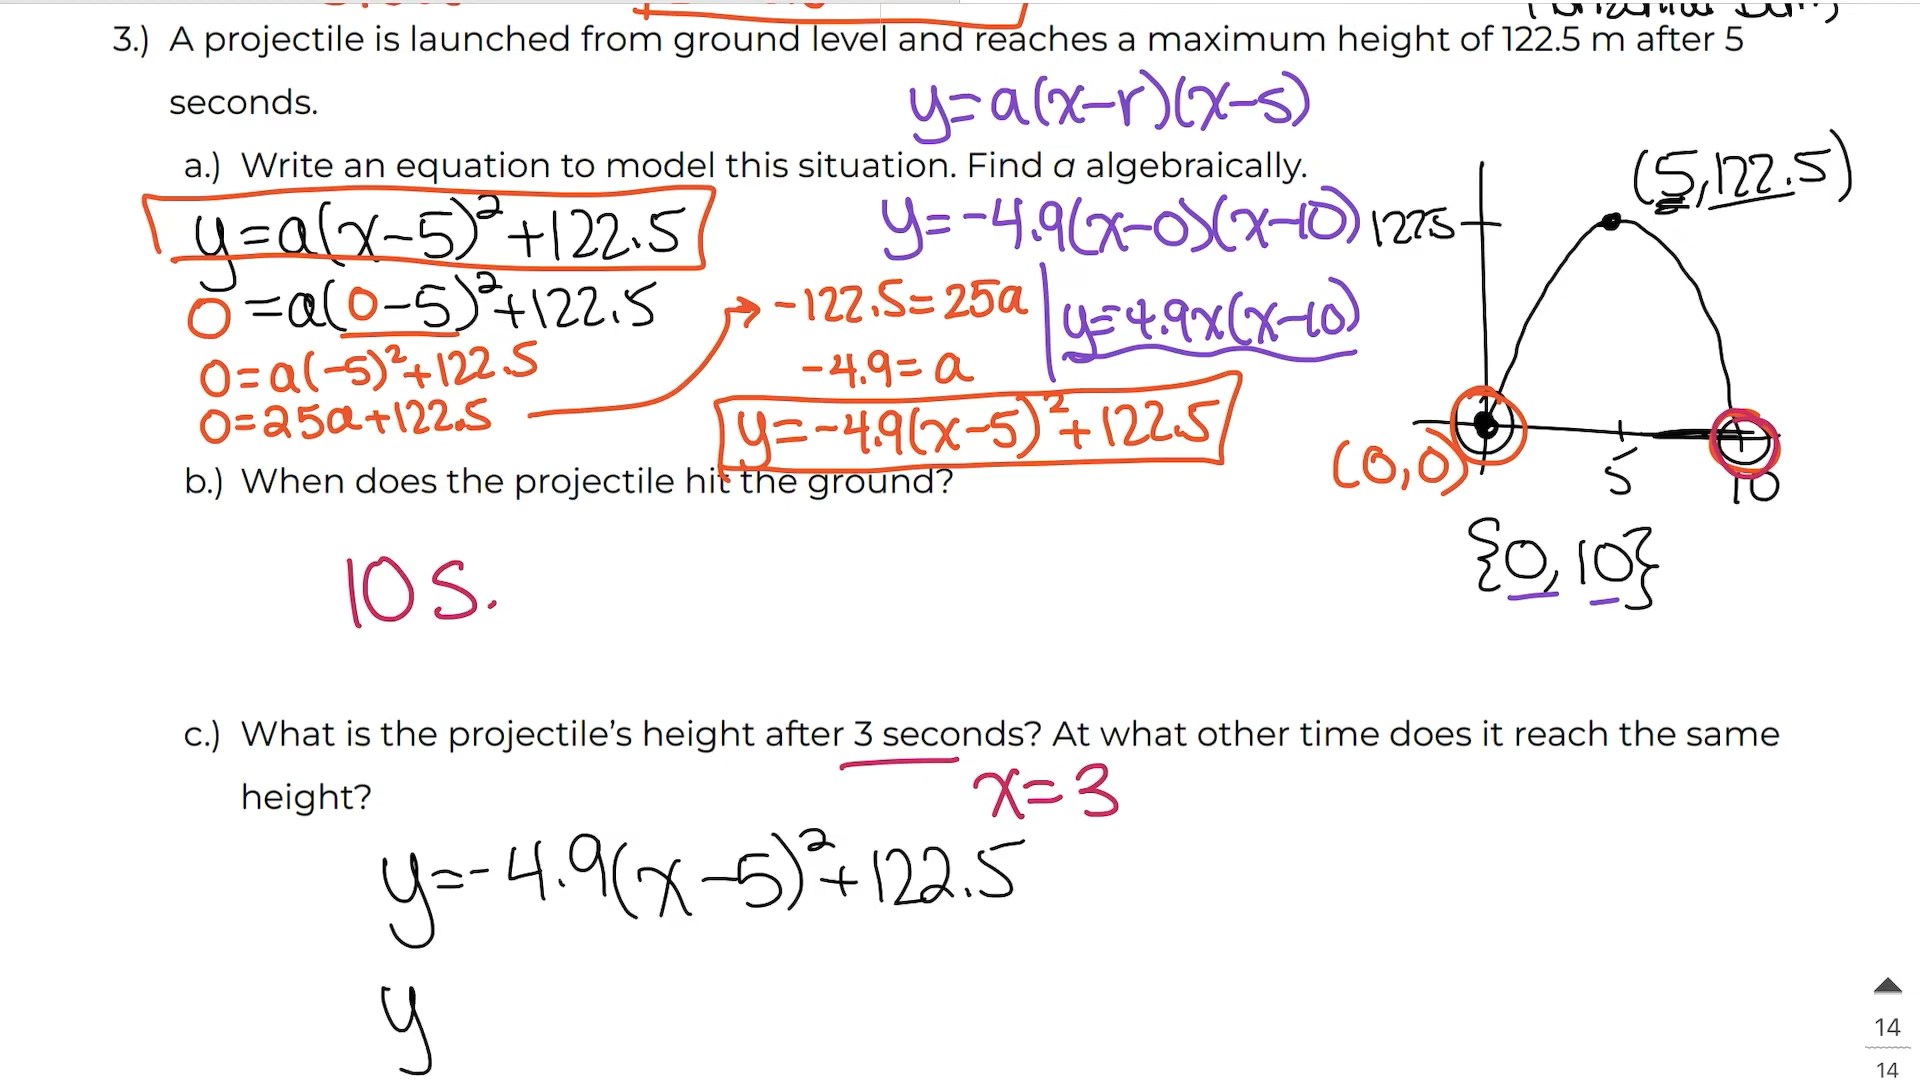 3.) A projectile is launched from ground level and reaches a maximum height of 122.5 m after 5
seconds.
y=a(x-r)(x-s)
a.) Write an equation to model this situation. Find a algebraically.
(5,122.5)
y=a(x-5)²+122.5
y=-4.9(x-0)(x-10)
122.5
0=a(0-5)²+122.5
-122.5=25a
y=4.9x(x-10)
0=a(-5)²+122.5
-4.9=a
0=25a+122.5
y=-4.9(x-5)²+122.5
(0,0)
5
10
b.) When does the projectile hit the ground?
{0,10}
10 s.
c.) What is the projectile's height after 3 seconds? At what other time does it reach the same
height?
x=3
y=-4.9(x-5)²+122.5
y
14
14